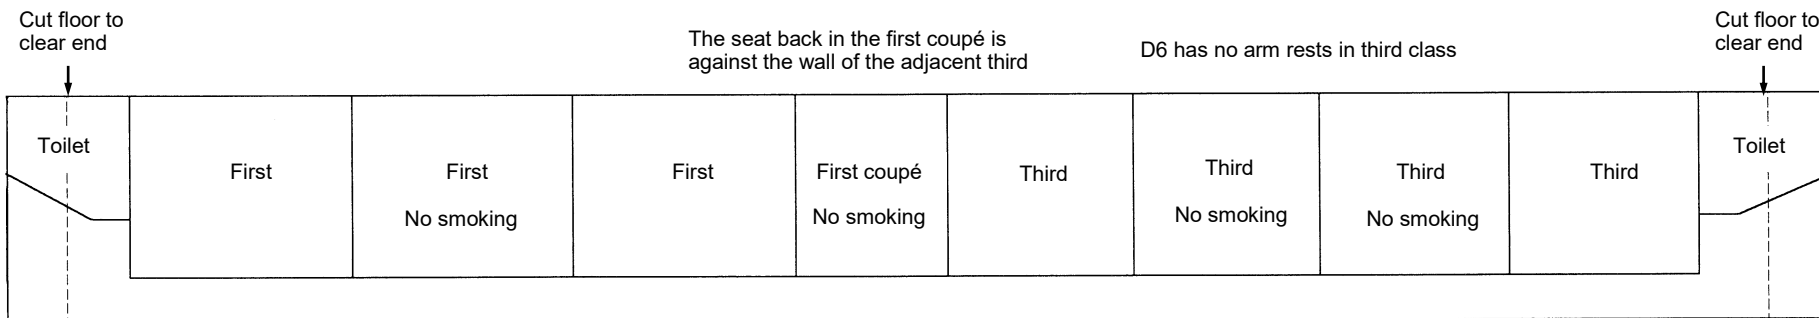 Cut floor to
clear end
The seat back in the first coupé is
against the wall of the adjacent third
D6 has no arm rests in third class
Cut floor to
clear end
Toilet
First
First
No smoking
First
First coupé
No smoking
Third
Third
No smoking
Third
No smoking
Third
Toilet